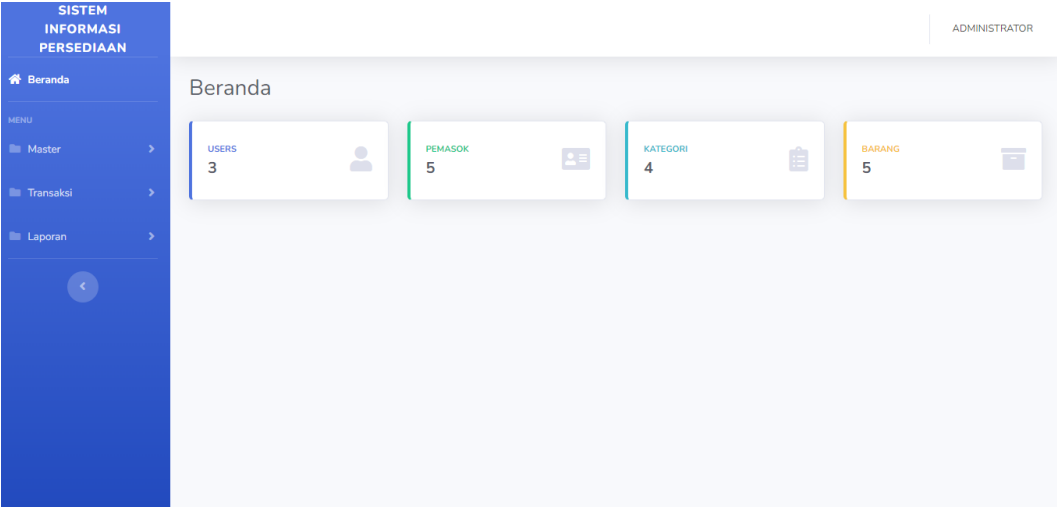 SISTEM
INFORMASI
PERSEDIAAN
ADMINISTRATOR
Beranda
MENU
Master
Transaksi
Laporan
Beranda
USERS
3
PEMASOK
5
KATEGORI
4
BARANG
5